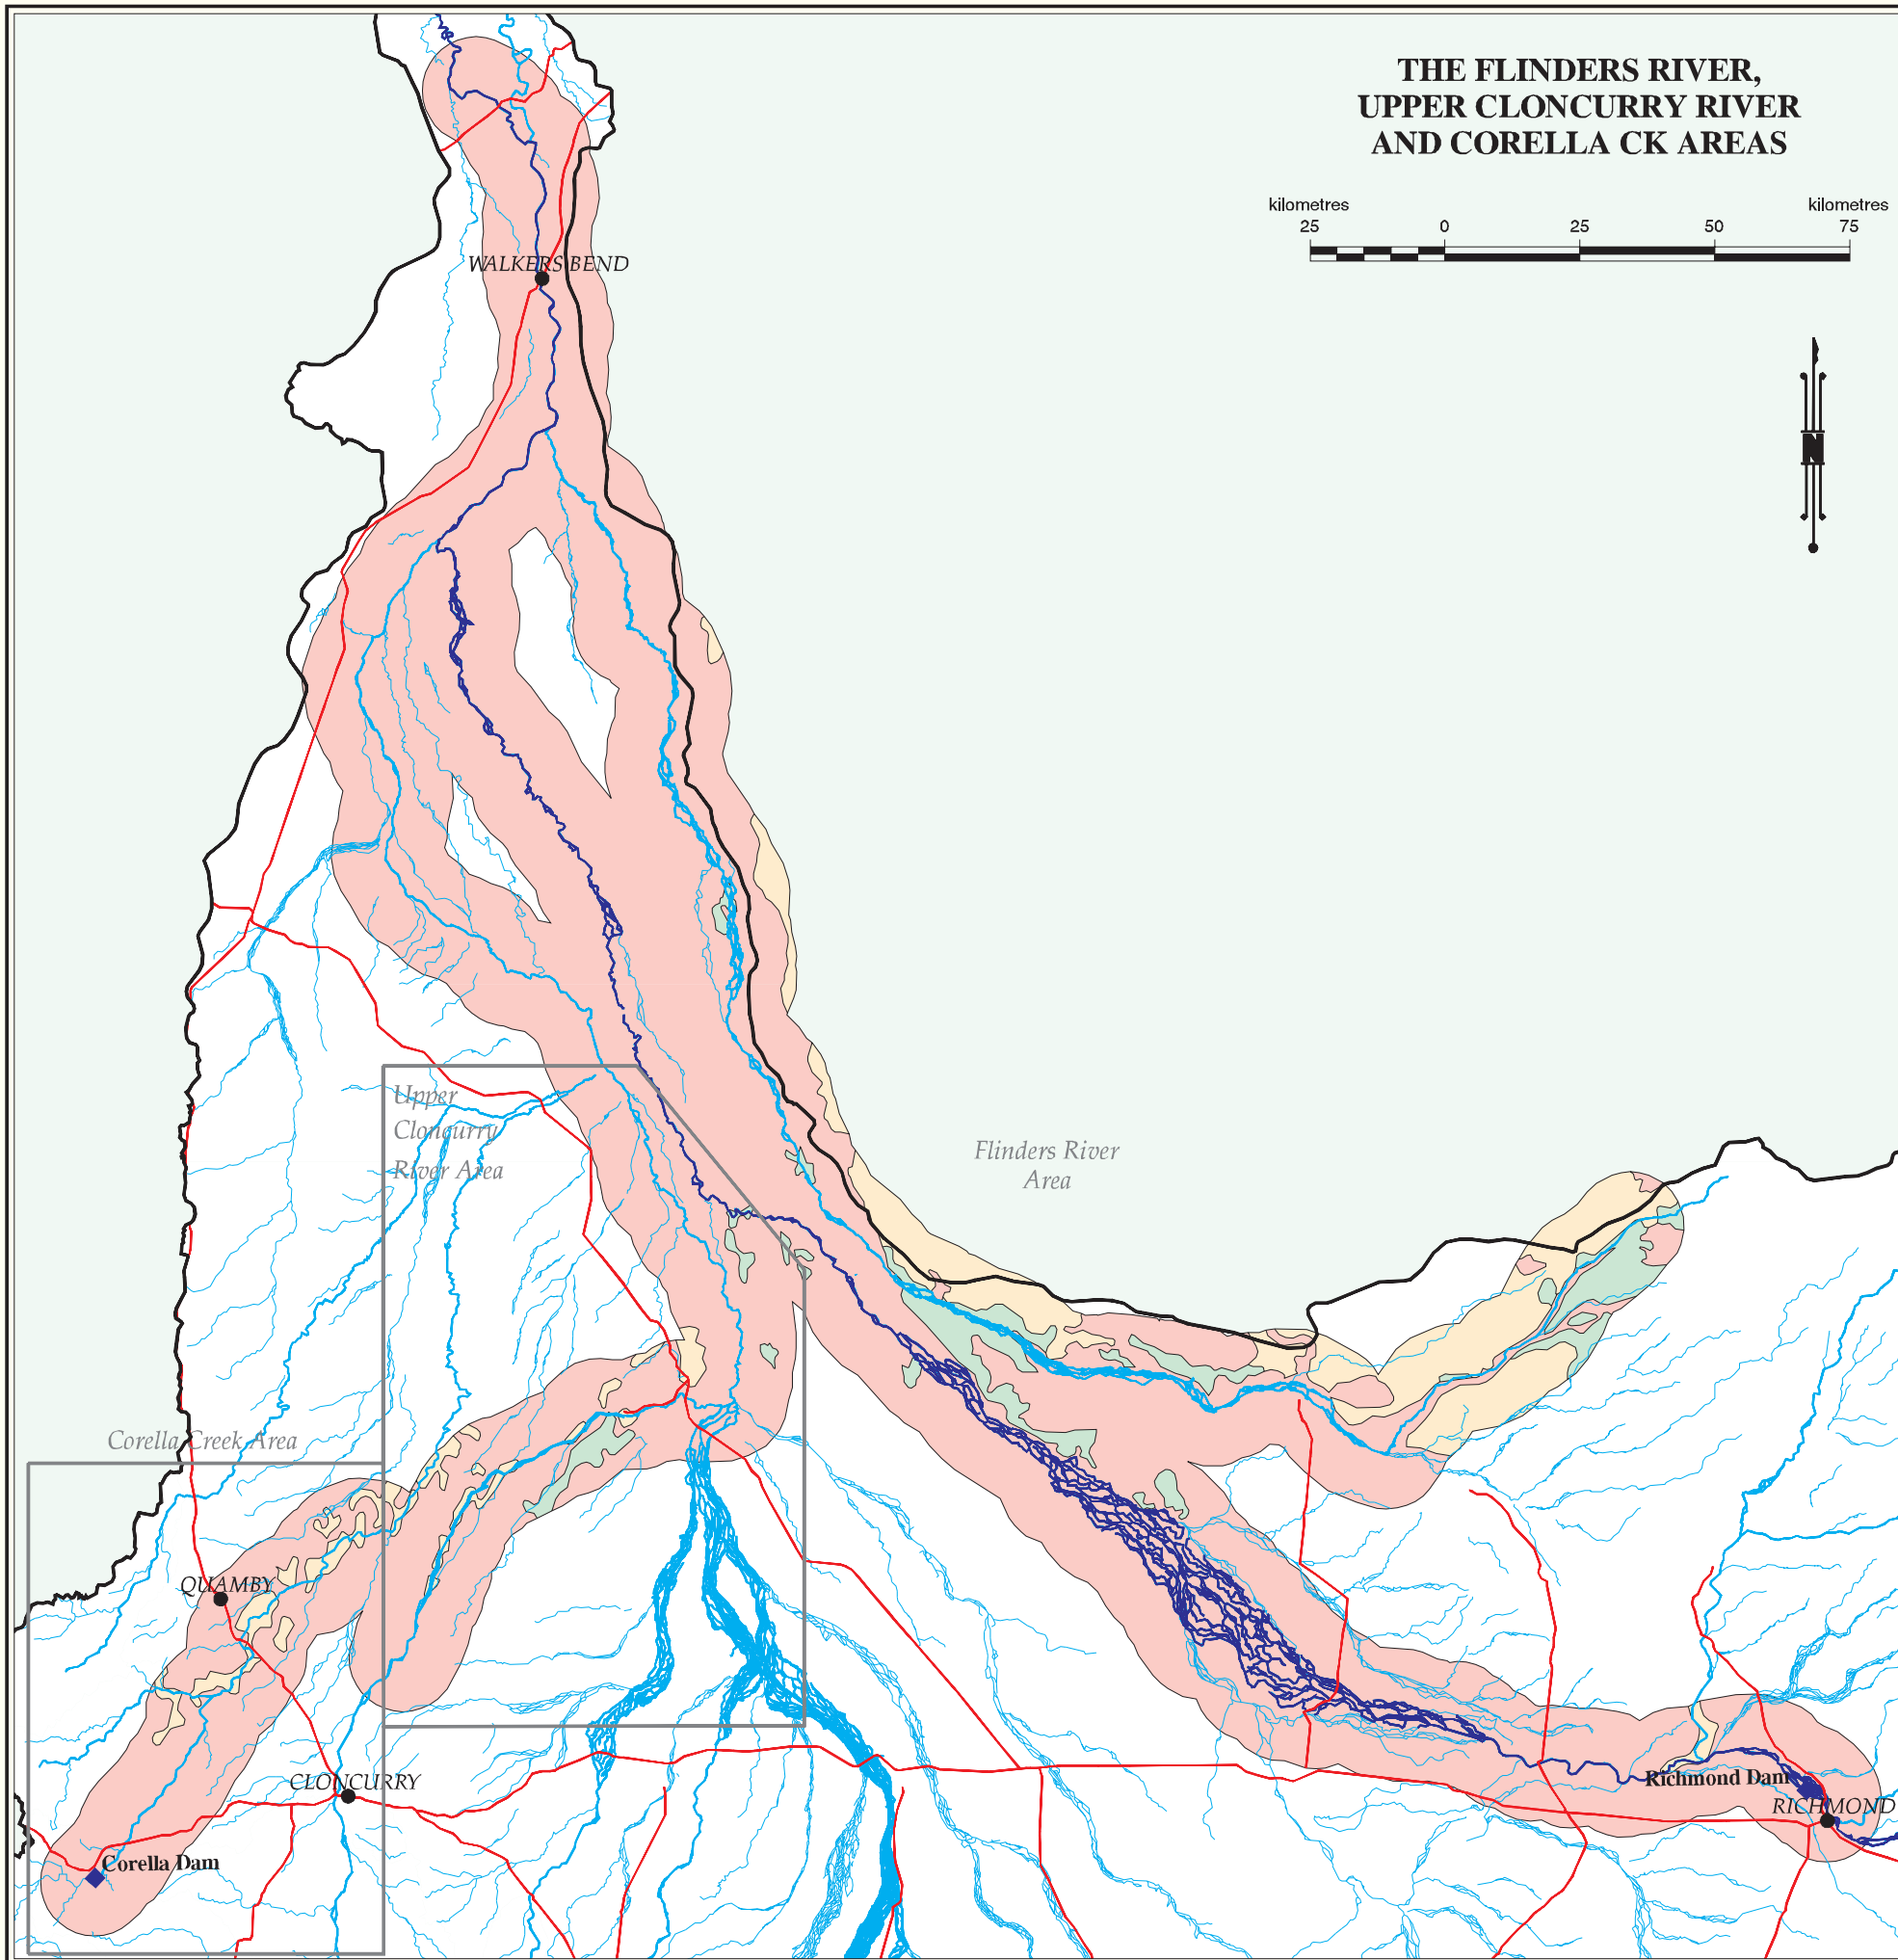 THE FLINDERS RIVER,
UPPER CLONCURRY RIVER
AND CORELLA CK AREAS
kilometres kilometres
25 0 25 50 75
WALKERS BEND
N
Upper
Cloncurry
River Area
Flinders River
Area
Corella Creek Area
QUAMBY
CLONCURRY
Richmond Dam
RICHMOND
Corella Dam